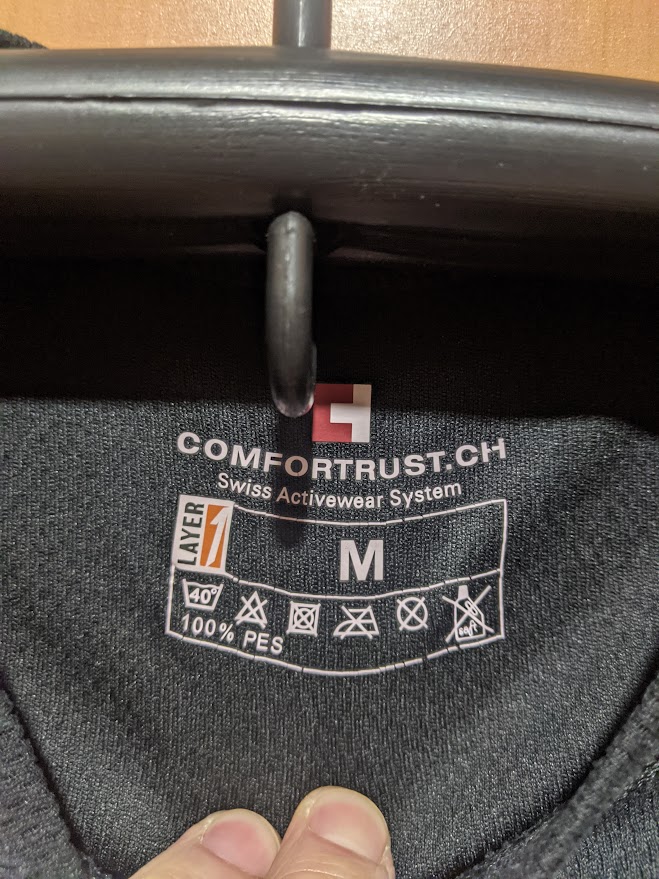 COMFORTRUST.CH
Swiss Activewear System
LAYER 1
M
40°
100% PES